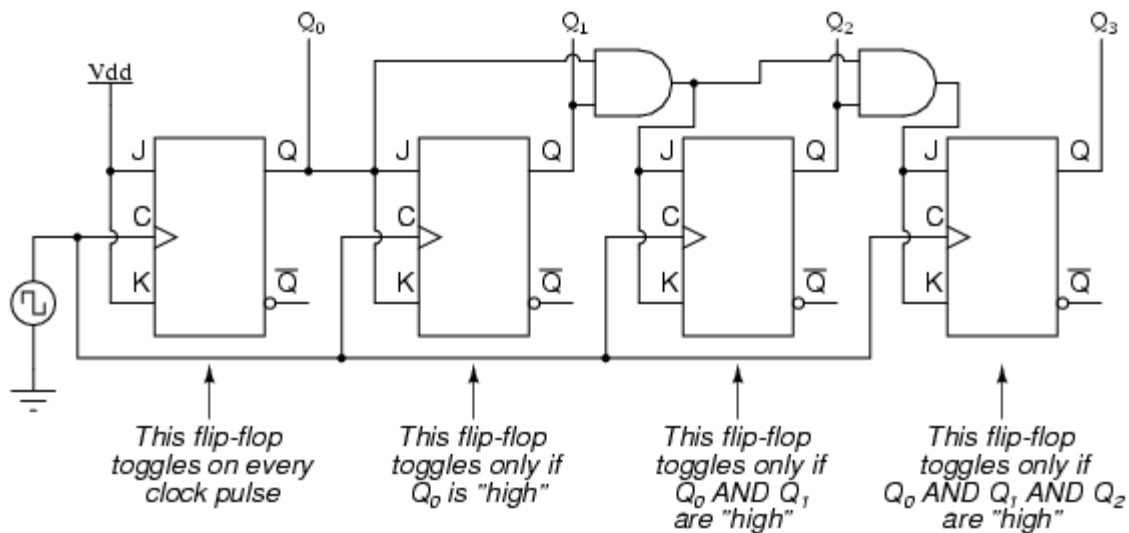 Q0 Q1 Q2 Q3
Vdd
J Q J Q J Q J Q
C C C C
K Q̅ K Q̅ K Q̅ K Q̅
This flip-flop
toggles on every
clock pulse
This flip-flop
toggles only if
Q0 is "high"
This flip-flop
toggles only if
Q0 AND Q1
are "high"
This flip-flop
toggles only if
Q0 AND Q1 AND Q2
are "high"